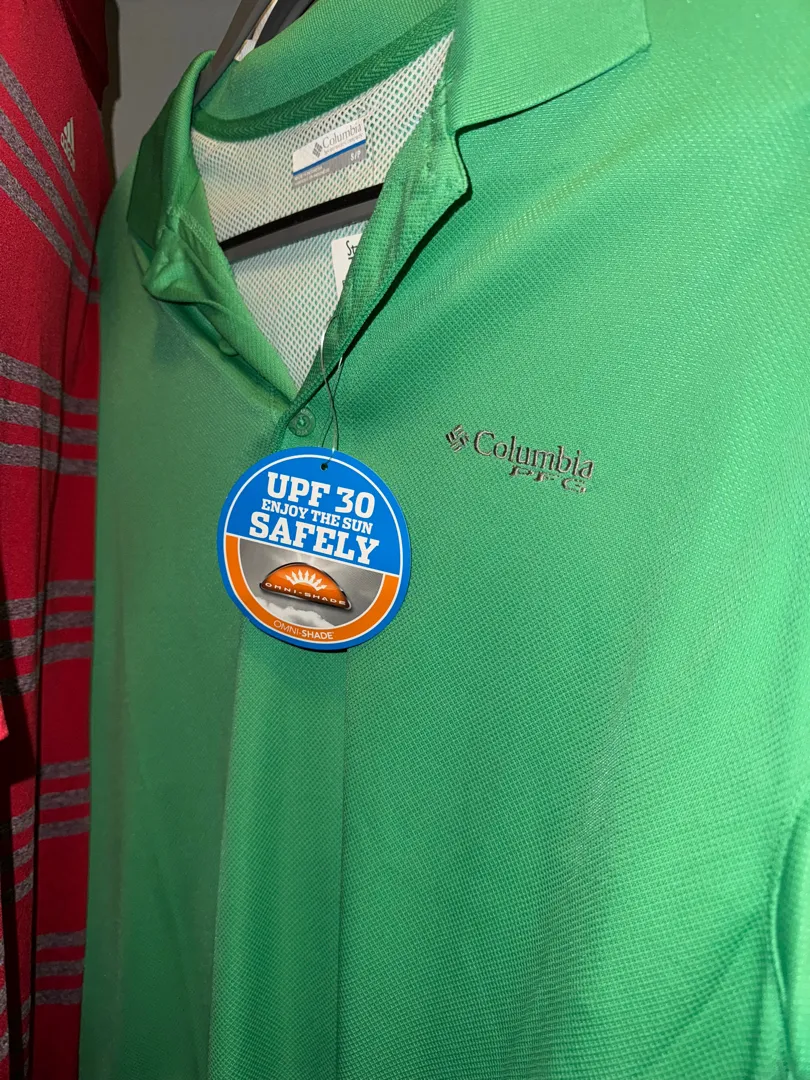 Columbia
UPF 30
ENJOY THE SUN
SAFELY
OMNI-SHADE
OMNI-SHADE
Columbia
PFG